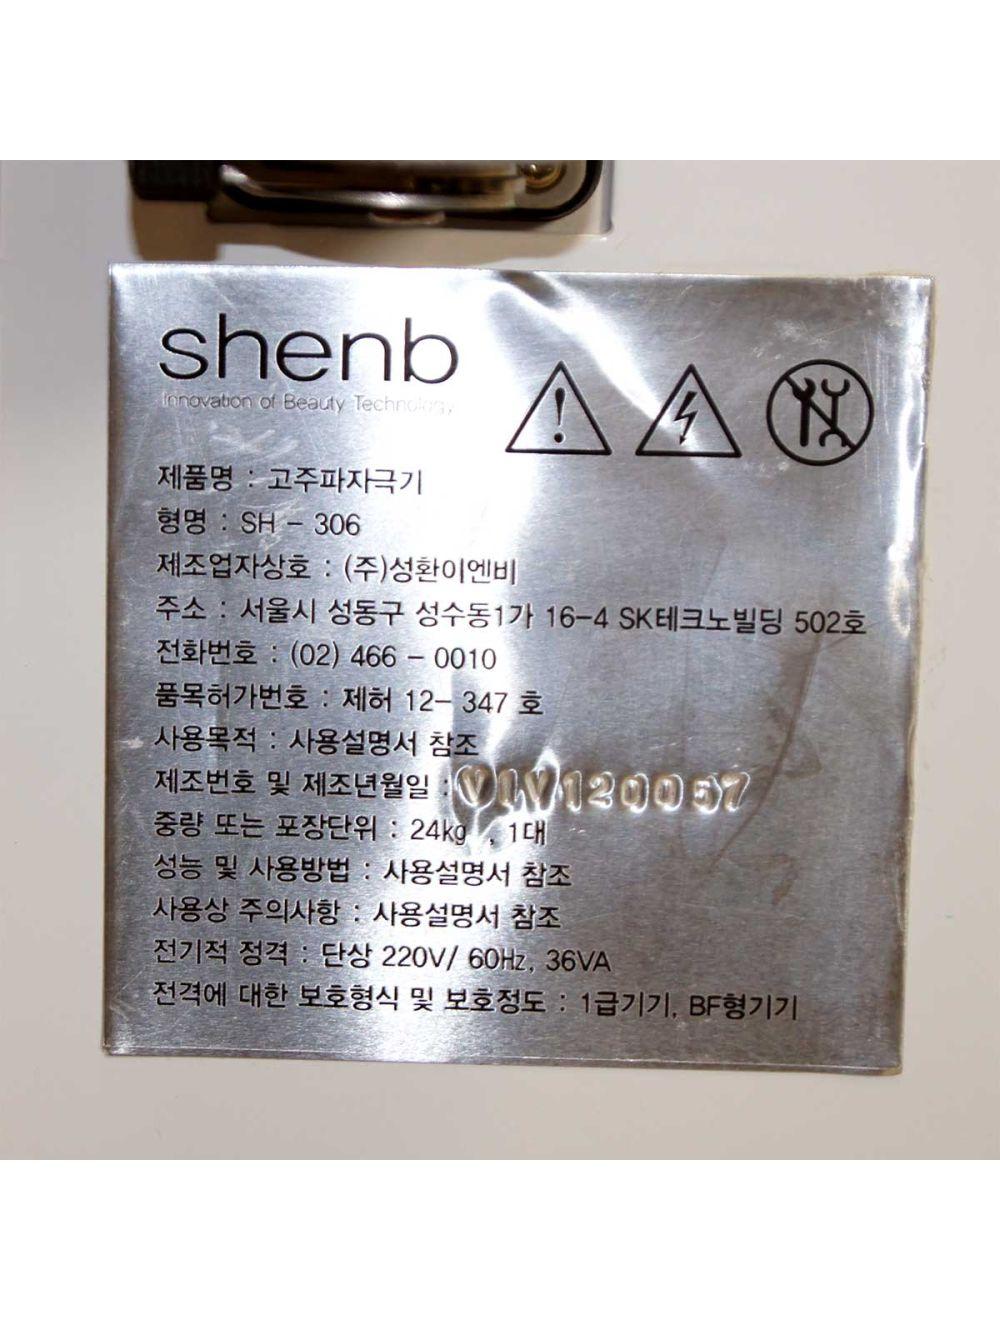 shenb
Innovation of Beauty Technology
제품명 : 고주파자극기
형명 : SH - 306
제조업자상호 : (주)성환이엔비
주소 : 서울시 성동구 성수동1가 16-4 SK테크노빌딩 502호
전화번호 : (02) 466 - 0010
품목허가번호 : 제허 12- 347 호
사용목적 : 사용설명서 참조
제조번호 및 제조년월일 : V1V120057
중량 또는 포장단위 : 24kg , 1대
성능 및 사용방법 : 사용설명서 참조
사용상 주의사항 : 사용설명서 참조
전기적 정격 : 단상 220V/ 60Hz, 36VA
전격에 대한 보호형식 및 보호정도 : 1급기기, BF형기기